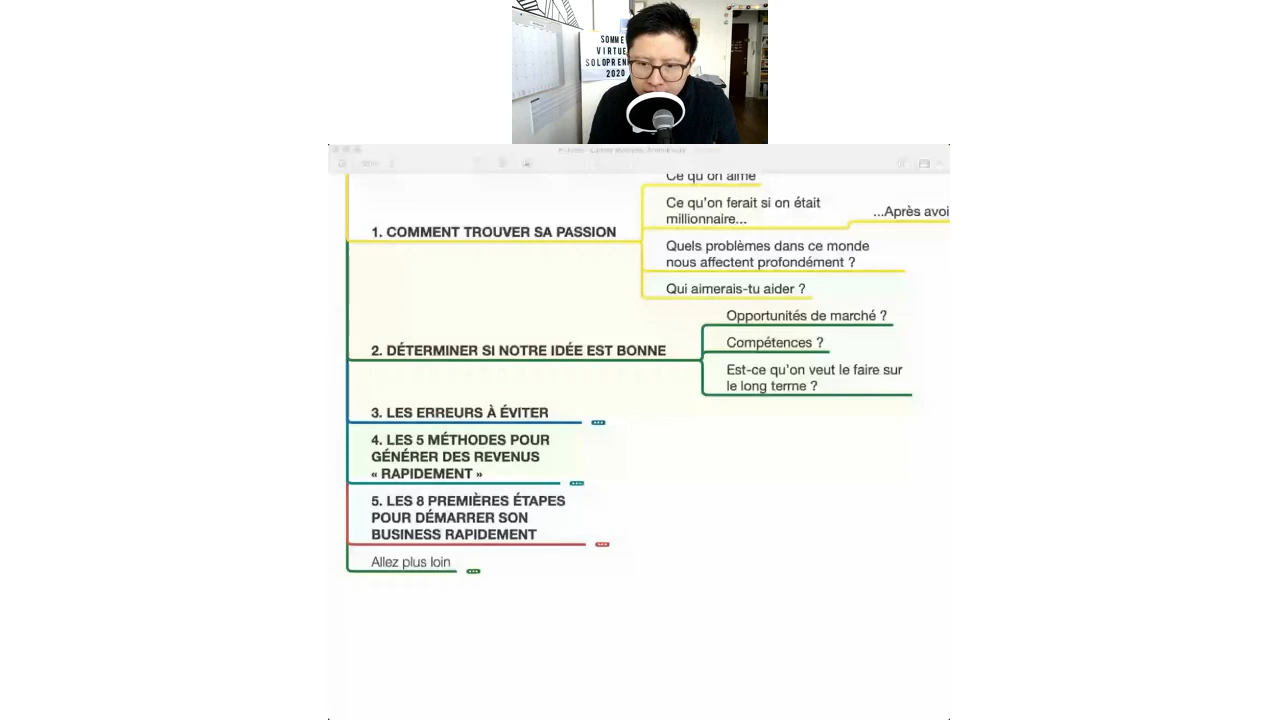 SOMME
VIRTUE
SOLOPREN
2020
Ce qu'on aime
Ce qu'on ferait si on était
millionnaire...
...Après avoi
1. COMMENT TROUVER SA PASSION
Quels problèmes dans ce monde
nous affectent profondément ?
Qui aimerais-tu aider ?
Opportunités de marché ?
Compétences ?
2. DÉTERMINER SI NOTRE IDÉE EST BONNE
Est-ce qu'on veut le faire sur
le long terme ?
3. LES ERREURS À ÉVITER
4. LES 5 MÉTHODES POUR
GÉNÉRER DES REVENUS
« RAPIDEMENT »
5. LES 8 PREMIÈRES ÉTAPES
POUR DÉMARRER SON
BUSINESS RAPIDEMENT
Allez plus loin